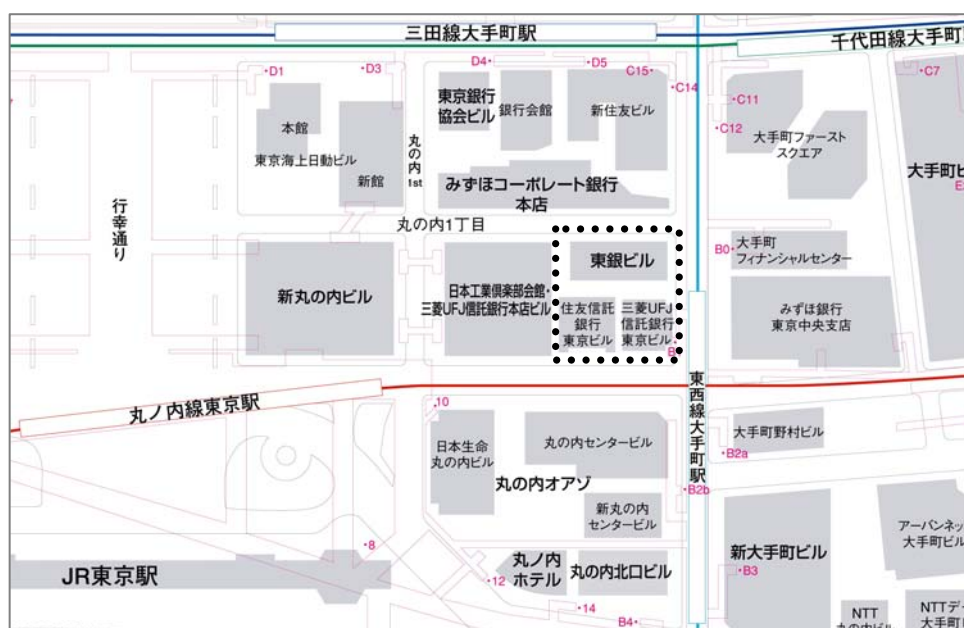 三田線大手町駅
千代田線大手町
D1
D3
D4
D5
C15
C14
C7
C11
C12
本館
東京海上日動ビル
新館
丸の内
1st
東京銀行
協会ビル
銀行会館
新住友ビル
大手町ファースト
スクエア
大手町ビ
みずほコーポレート銀行
本店
行幸通り
丸の内1丁目
新丸の内ビル
日本工業倶楽部会館・
三菱UFJ信託銀行本店ビル
東銀ビル
住友信託
銀行
東京ビル
三菱UFJ
信託銀行
東京ビル
B0
大手町
フィナンシャルセンター
みずほ銀行
東京中央支店
丸ノ内線東京駅
東西線大手町駅
10
日本生命
丸の内ビル
丸の内センタービル
丸の内オアゾ
新丸の内
センタービル
大手町野村ビル
B2a
B2b
アーバンネッ
大手町ビル
8
JR東京駅
12
丸ノ内
ホテル
丸の内北口ビル
14
B4
新大手町ビル
B3
NTT
NTTデー
大手町ビ